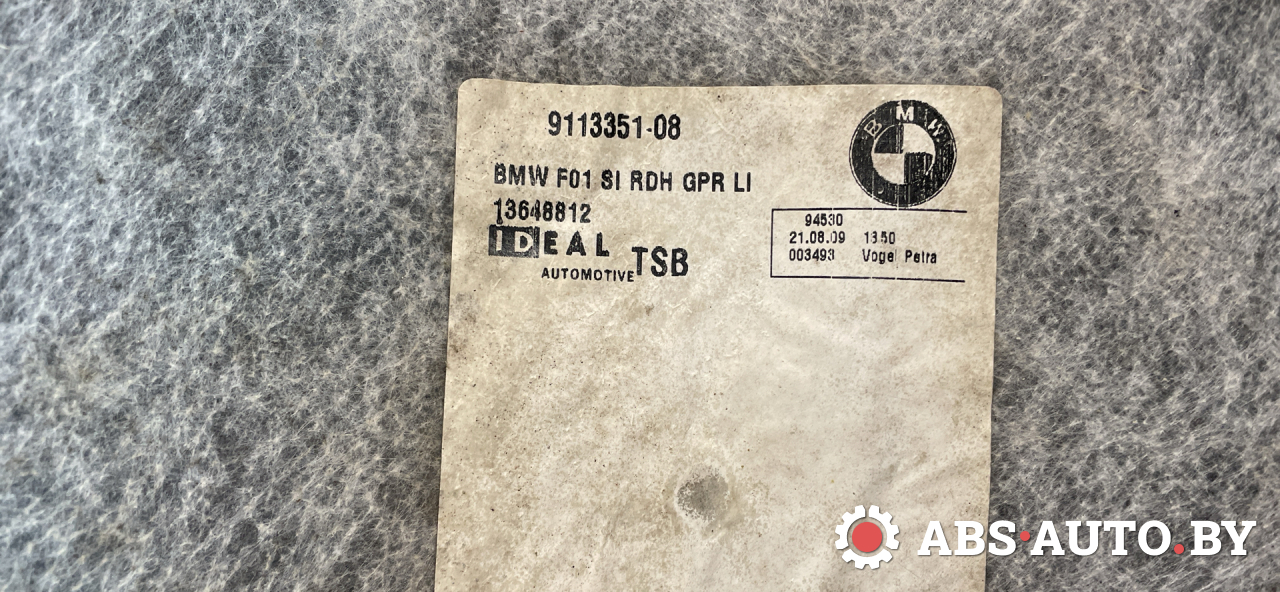 9113351-08
BMW
BMW F01 SI RDH GPR LI
13648812
IDEAL
AUTOMOTIVE
TSB
94530
21.08.09 13:50
003493 Vogel Petra
ABS·AUTO.BY